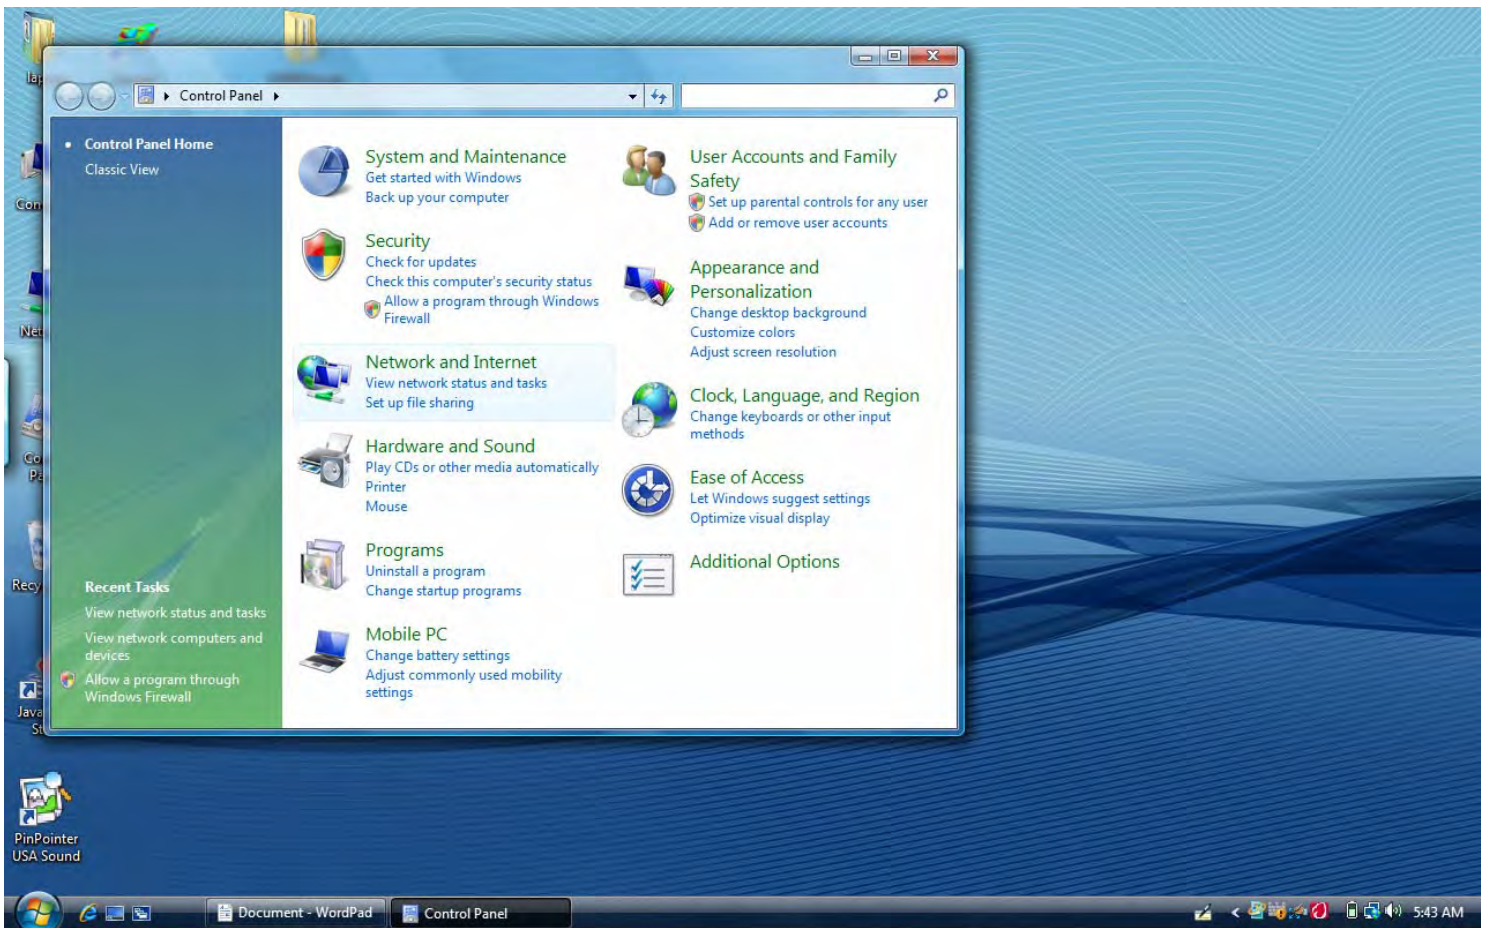 Control Panel
Control Panel Home
Classic View
Recent Tasks
View network status and tasks
View network computers and
devices
Allow a program through
Windows Firewall
System and Maintenance
Get started with Windows
Back up your computer
Security
Check for updates
Check this computer's security status
Allow a program through Windows
Firewall
Network and Internet
View network status and tasks
Set up file sharing
Hardware and Sound
Play CDs or other media automatically
Printer
Mouse
Programs
Uninstall a program
Change startup programs
Mobile PC
Change battery settings
Adjust commonly used mobility
settings
User Accounts and Family
Safety
Set up parental controls for any user
Add or remove user accounts
Appearance and
Personalization
Change desktop background
Customize colors
Adjust screen resolution
Clock, Language, and Region
Change keyboards or other input
methods
Ease of Access
Let Windows suggest settings
Optimize visual display
Additional Options
Java
PinPointer
USA Sound
Document - WordPad
Control Panel
5:43 AM